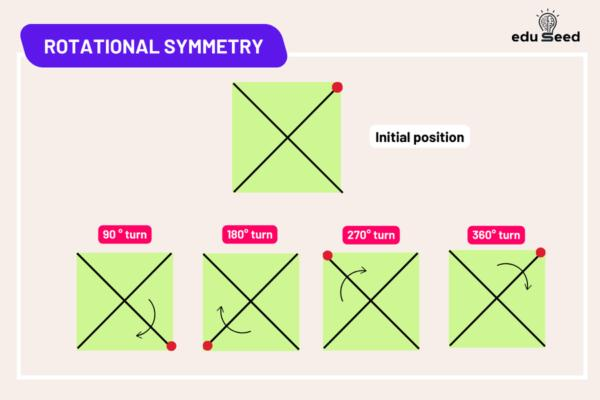 edu Seed
ROTATIONAL SYMMETRY
Initial position
90 ° turn
180° turn
270° turn
360° turn